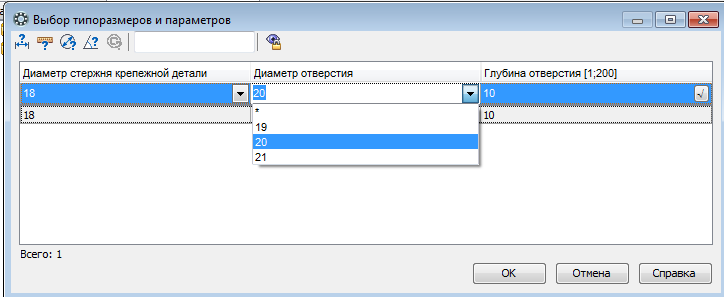 Выбор типоразмеров и параметров
Диаметр стержня крепежной детали Диаметр отверстия Глубина отверстия [1;200]
18 20 10 √
18 10
*
19
20
21
Всего: 1
OK Отмена Справка